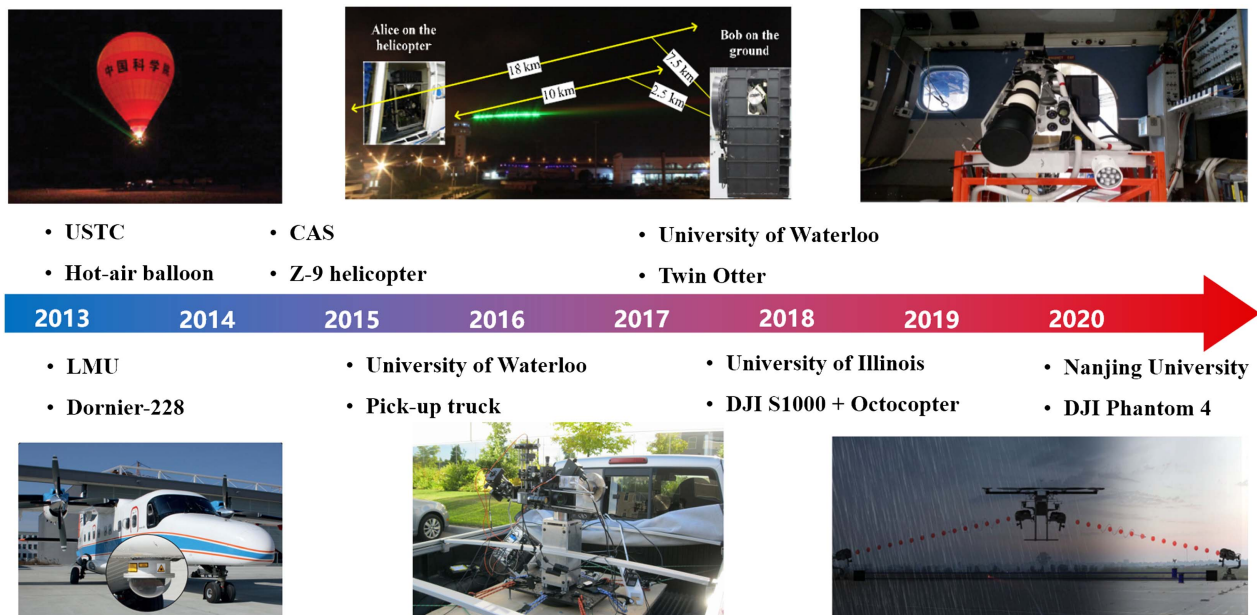 中国科学院
Alice on the
helicopter
Bob on the
ground
18 km
7.5 km
10 km
2.5 km
• USTC
• Hot-air balloon
• CAS
• Z-9 helicopter
• University of Waterloo
• Twin Otter
2013 2014 2015 2016 2017 2018 2019 2020
• LMU
• Dornier-228
• University of Waterloo
• Pick-up truck
• University of Illinois
• DJI S1000 + Octocopter
• Nanjing University
• DJI Phantom 4